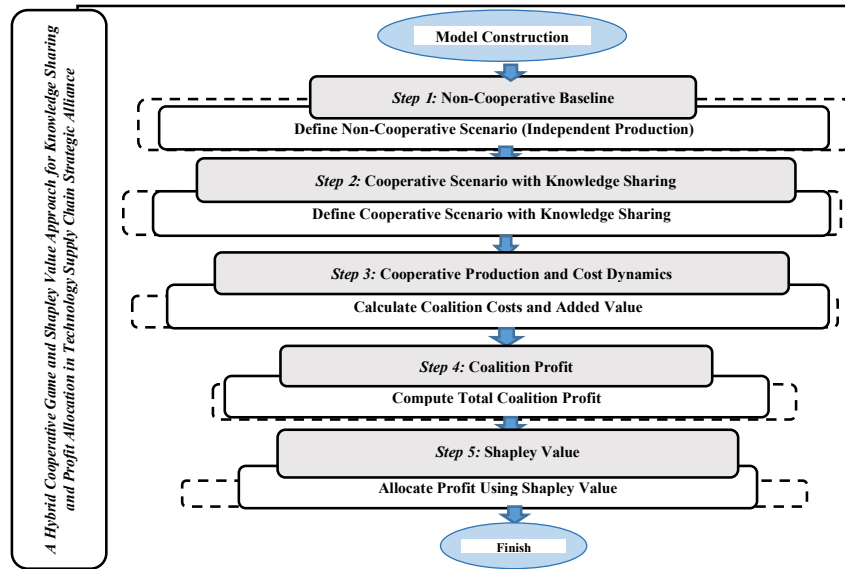 A Hybrid Cooperative Game and Shapley Value Approach for Knowledge Sharing
and Profit Allocation in Technology Supply Chain Strategic Alliance
Model Construction
Step 1: Non-Cooperative Baseline
Define Non-Cooperative Scenario (Independent Production)
Step 2: Cooperative Scenario with Knowledge Sharing
Define Cooperative Scenario with Knowledge Sharing
Step 3: Cooperative Production and Cost Dynamics
Calculate Coalition Costs and Added Value
Step 4: Coalition Profit
Compute Total Coalition Profit
Step 5: Shapley Value
Allocate Profit Using Shapley Value
Finish